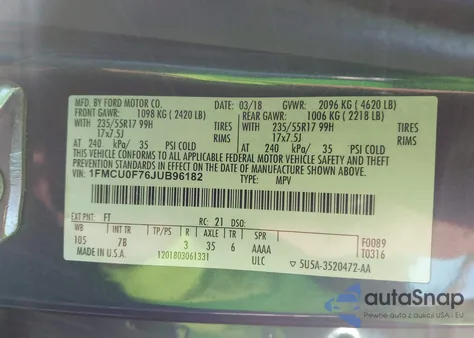 MFD. BY FORD MOTOR CO. 03/18 GVWR: 2096 KG ( 4620 LB)
FRONT GAWR: 1098 KG ( 2420 LB) REAR GAWR: 1006 KG ( 2218 LB)
WITH 235/55R17 99H TIRES WITH 235/55R17 99H TIRES
17x7.5J RIMS 17x7.5J RIMS
AT 240 kPa/ 35 PSI COLD AT 240 kPa/ 35 PSI COLD
THIS VEHICLE CONFORMS TO ALL APPLICABLE FEDERAL MOTOR VEHICLE SAFETY AND THEFT
PREVENTION STANDARDS IN EFFECT ON THE DATE OF MANUFACTURE SHOWN ABOVE.
VIN: 1FMCU0F76JUB96182 TYPE: MPV
EXT PNT: FT RC: 21 DSO:
WB INT TR TP/PS R AXLE TR SPR
105 7B 3 35 6 AAAA F0089
MADE IN U.S.A. 1201803061331 ULC ▽ 5U5A-3520472-AA T0316
autoSnap
Pewne z aukcji USA i EU